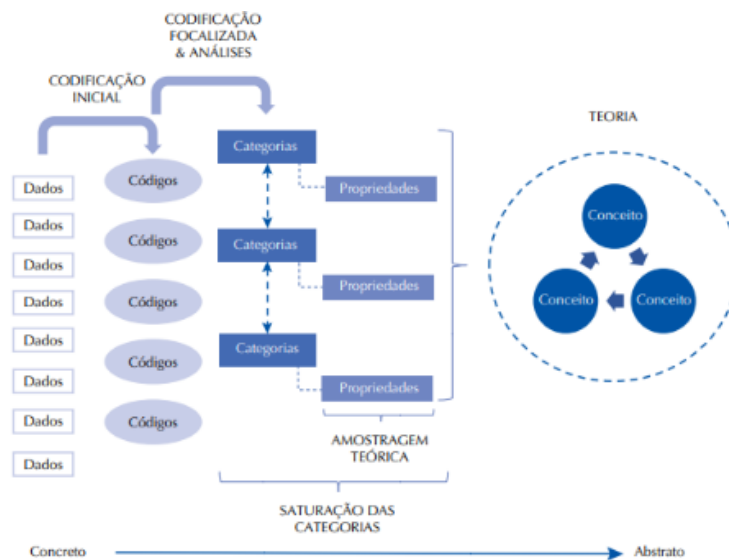 CODIFICAÇÃO
FOCALIZADA
& ANÁLISES
CODIFICAÇÃO
INICIAL
TEORIA
Dados
Dados
Dados
Dados
Dados
Dados
Dados
Dados
Códigos
Códigos
Códigos
Códigos
Códigos
Categorias
Propriedades
Categorias
Propriedades
Categorias
Propriedades
Conceito
Conceito
Conceito
AMOSTRAGEM
TEÓRICA
SATURAÇÃO DAS
CATEGORIAS
Concreto
Abstrato